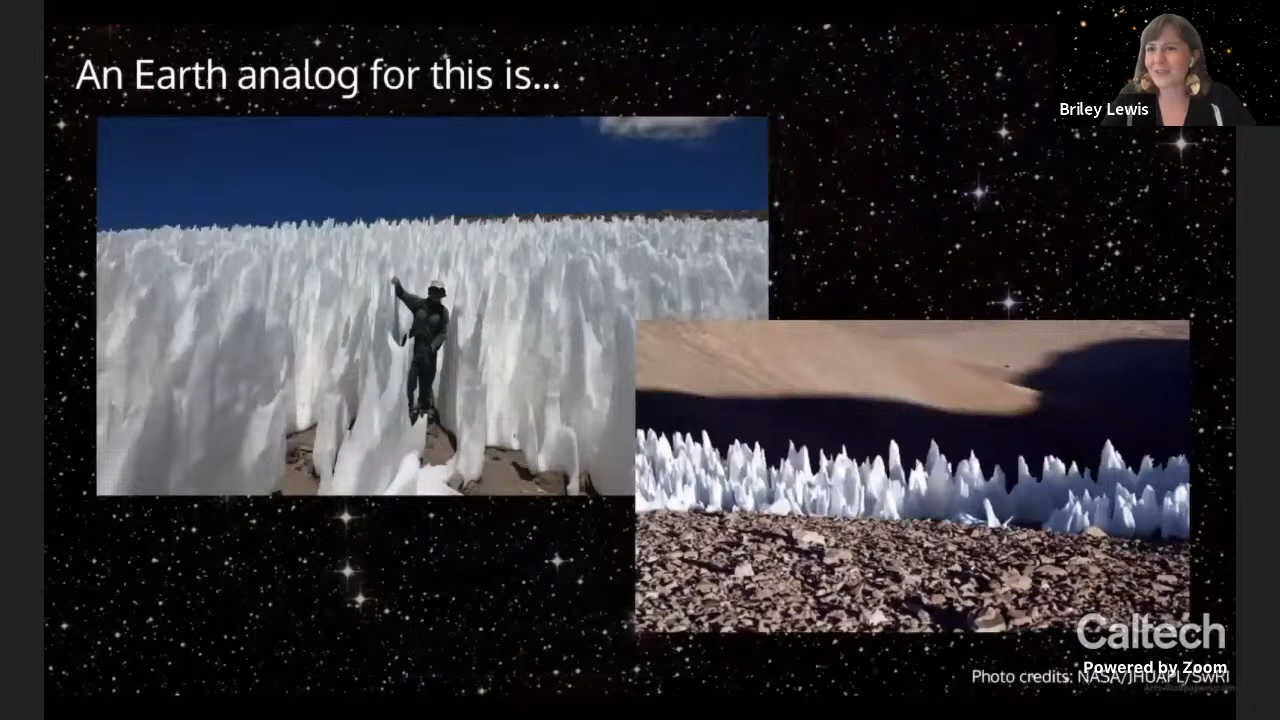 An Earth analog for this is...
Briley Lewis
Caltech
Powered by Zoom
Photo credits: NASA/JHUAPL/SwRI